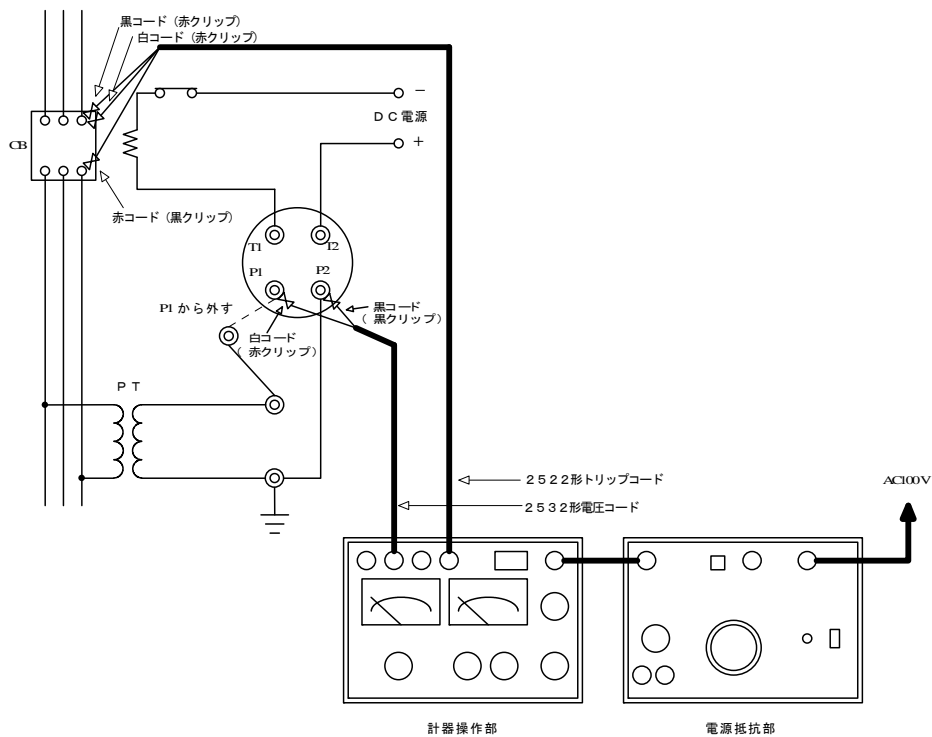 黒コード（赤クリップ）
白コード（赤クリップ）
−
ＤＣ電源
＋
CB
赤コード（黒クリップ）
T1
T2
P1
P2
P1から外す
黒コード
（ 黒クリップ）
白コード
（ 赤クリップ）
ＰＴ
２５２２形トリップコード
AC100V
２５３２形電圧コード
計器操作部
電源抵抗部